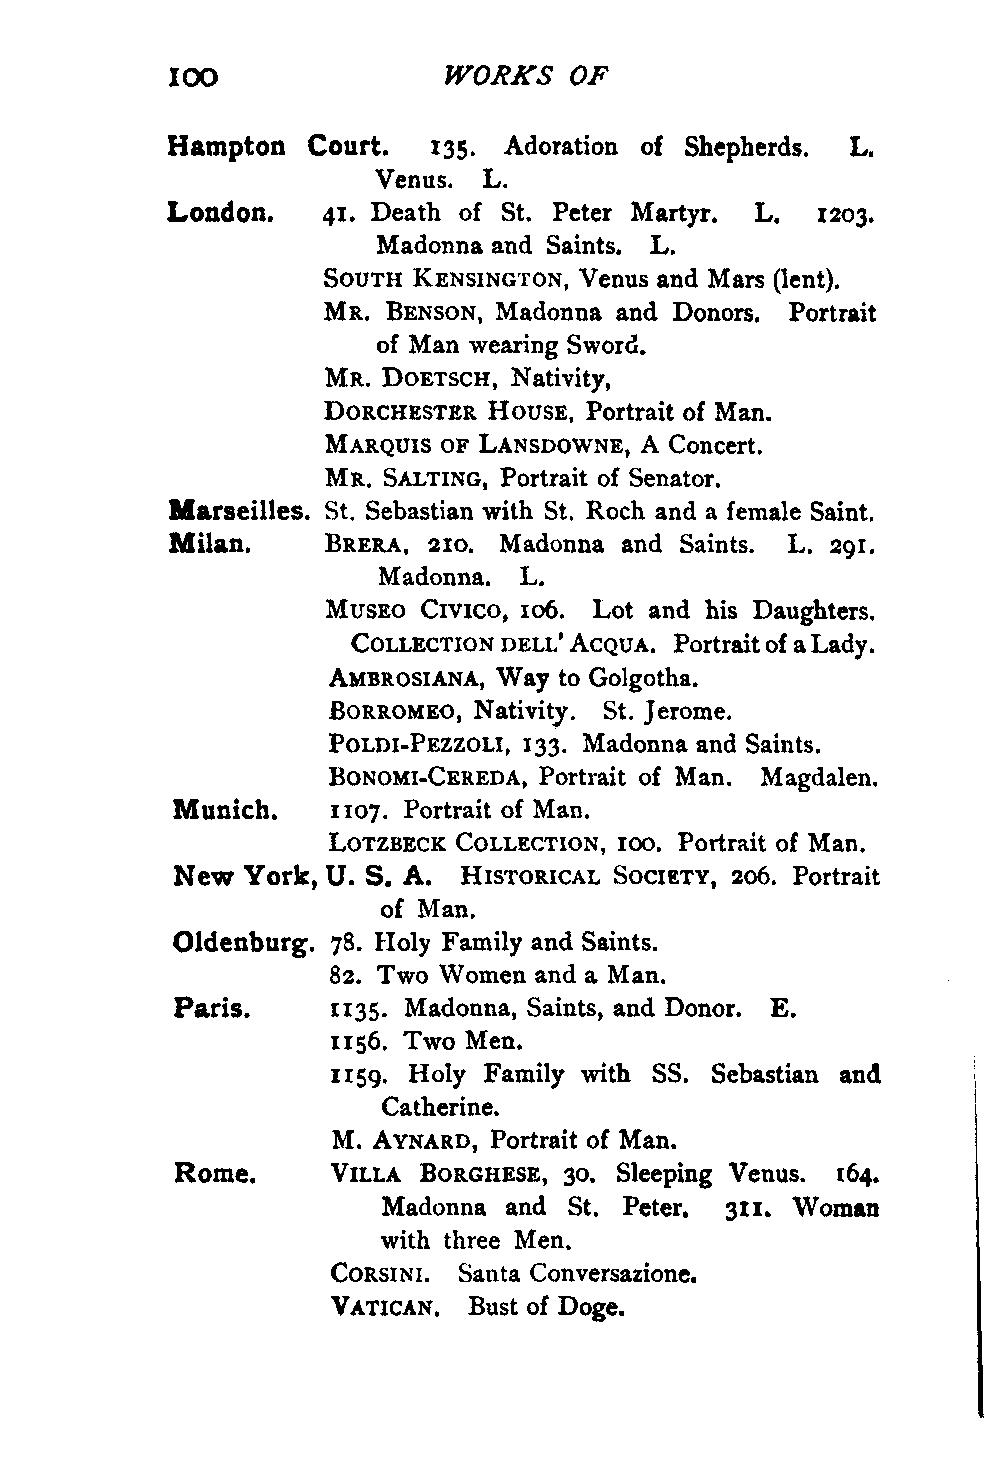 100 WORKS OF
Hampton Court. 135. Adoration of Shepherds. L.
Venus. L.
London. 41. Death of St. Peter Martyr. L. 1203.
Madonna and Saints. L.
SOUTH KENSINGTON, Venus and Mars (lent).
MR. BENSON, Madonna and Donors. Portrait
of Man wearing Sword.
MR. DOETSCH, Nativity,
DORCHESTER HOUSE, Portrait of Man.
MARQUIS OF LANSDOWNE, A Concert.
MR. SALTING, Portrait of Senator.
Marseilles. St. Sebastian with St. Roch and a female Saint.
Milan. BRERA, 210. Madonna and Saints. L. 291.
Madonna. L.
MUSEO CIVICO, 106. Lot and his Daughters.
COLLECTION DELL' ACQUA. Portrait of a Lady.
AMBROSIANA, Way to Golgotha.
BORROMEO, Nativity. St. Jerome.
POLDI-PEZZOLI, 133. Madonna and Saints.
BONOMI-CEREDA, Portrait of Man. Magdalen.
Munich. 1107. Portrait of Man.
LOTZBECK COLLECTION, 100. Portrait of Man.
New York, U. S. A. HISTORICAL SOCIETY, 206. Portrait
of Man.
Oldenburg. 78. Holy Family and Saints.
82. Two Women and a Man.
Paris. 1135. Madonna, Saints, and Donor. E.
1156. Two Men.
1159. Holy Family with SS. Sebastian and
Catherine.
M. AYNARD, Portrait of Man.
Rome. VILLA BORGHESE, 30. Sleeping Venus. 164.
Madonna and St. Peter. 311. Woman
with three Men.
CORSINI. Santa Conversazione.
VATICAN. Bust of Doge.